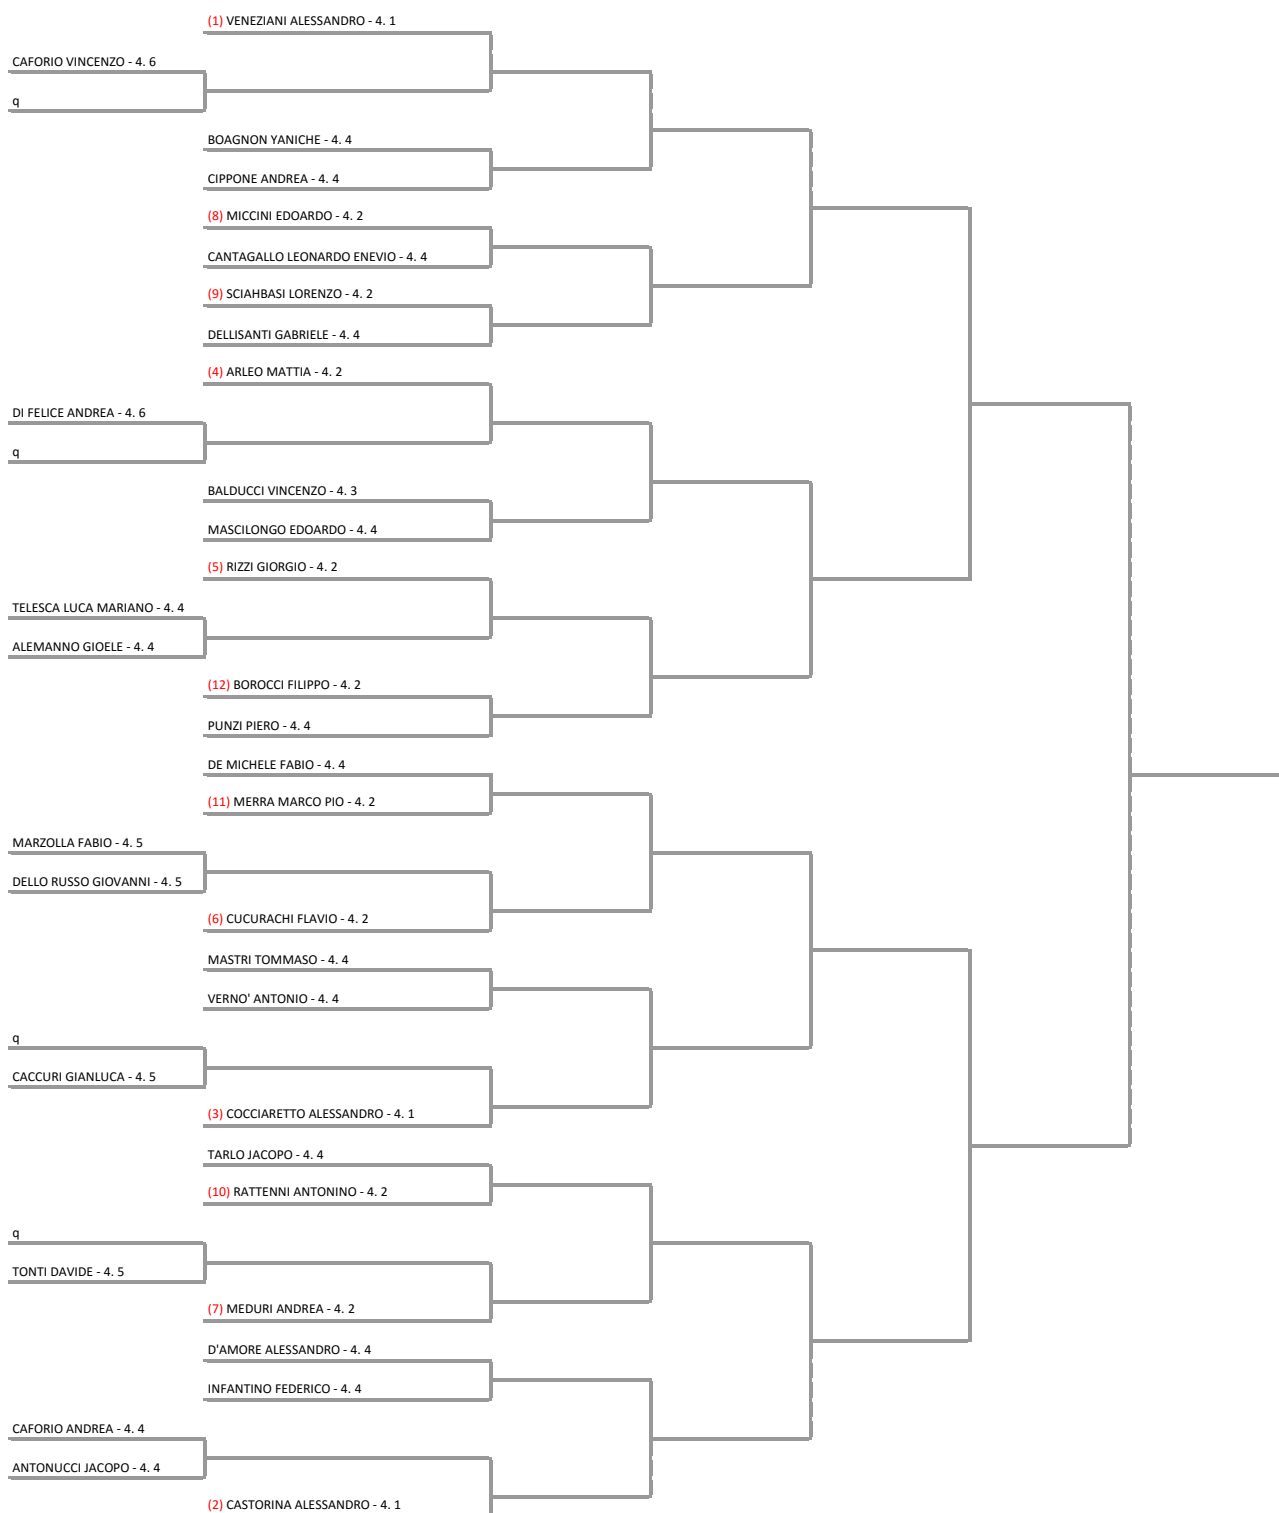 (1) VENEZIANI ALESSANDRO - 4. 1
CAFORIO VINCENZO - 4. 6
q
BOAGNON YANICHE - 4. 4
CIPPONE ANDREA - 4. 4
(8) MICCINI EDOARDO - 4. 2
CANTAGALLO LEONARDO ENEVIO - 4. 4
(9) SCIAHBASI LORENZO - 4. 2
DELLISANTI GABRIELE - 4. 4
(4) ARLEO MATTIA - 4. 2
DI FELICE ANDREA - 4. 6
q
BALDUCCI VINCENZO - 4. 3
MASCILONGO EDOARDO - 4. 4
(5) RIZZI GIORGIO - 4. 2
TELESCA LUCA MARIANO - 4. 4
ALEMANNO GIOELE - 4. 4
(12) BOROCCI FILIPPO - 4. 2
PUNZI PIERO - 4. 4
DE MICHELE FABIO - 4. 4
(11) MERRA MARCO PIO - 4. 2
MARZOLLA FABIO - 4. 5
DELLO RUSSO GIOVANNI - 4. 5
(6) CUCURACHI FLAVIO - 4. 2
MASTRI TOMMASO - 4. 4
VERNO' ANTONIO - 4. 4
q
CACCURI GIANLUCA - 4. 5
(3) COCCIARETTO ALESSANDRO - 4. 1
TARLO JACOPO - 4. 4
(10) RATTENNI ANTONINO - 4. 2
q
TONTI DAVIDE - 4. 5
(7) MEDURI ANDREA - 4. 2
D'AMORE ALESSANDRO - 4. 4
INFANTINO FEDERICO - 4. 4
CAFORIO ANDREA - 4. 4
ANTONUCCI JACOPO - 4. 4
(2) CASTORINA ALESSANDRO - 4. 1